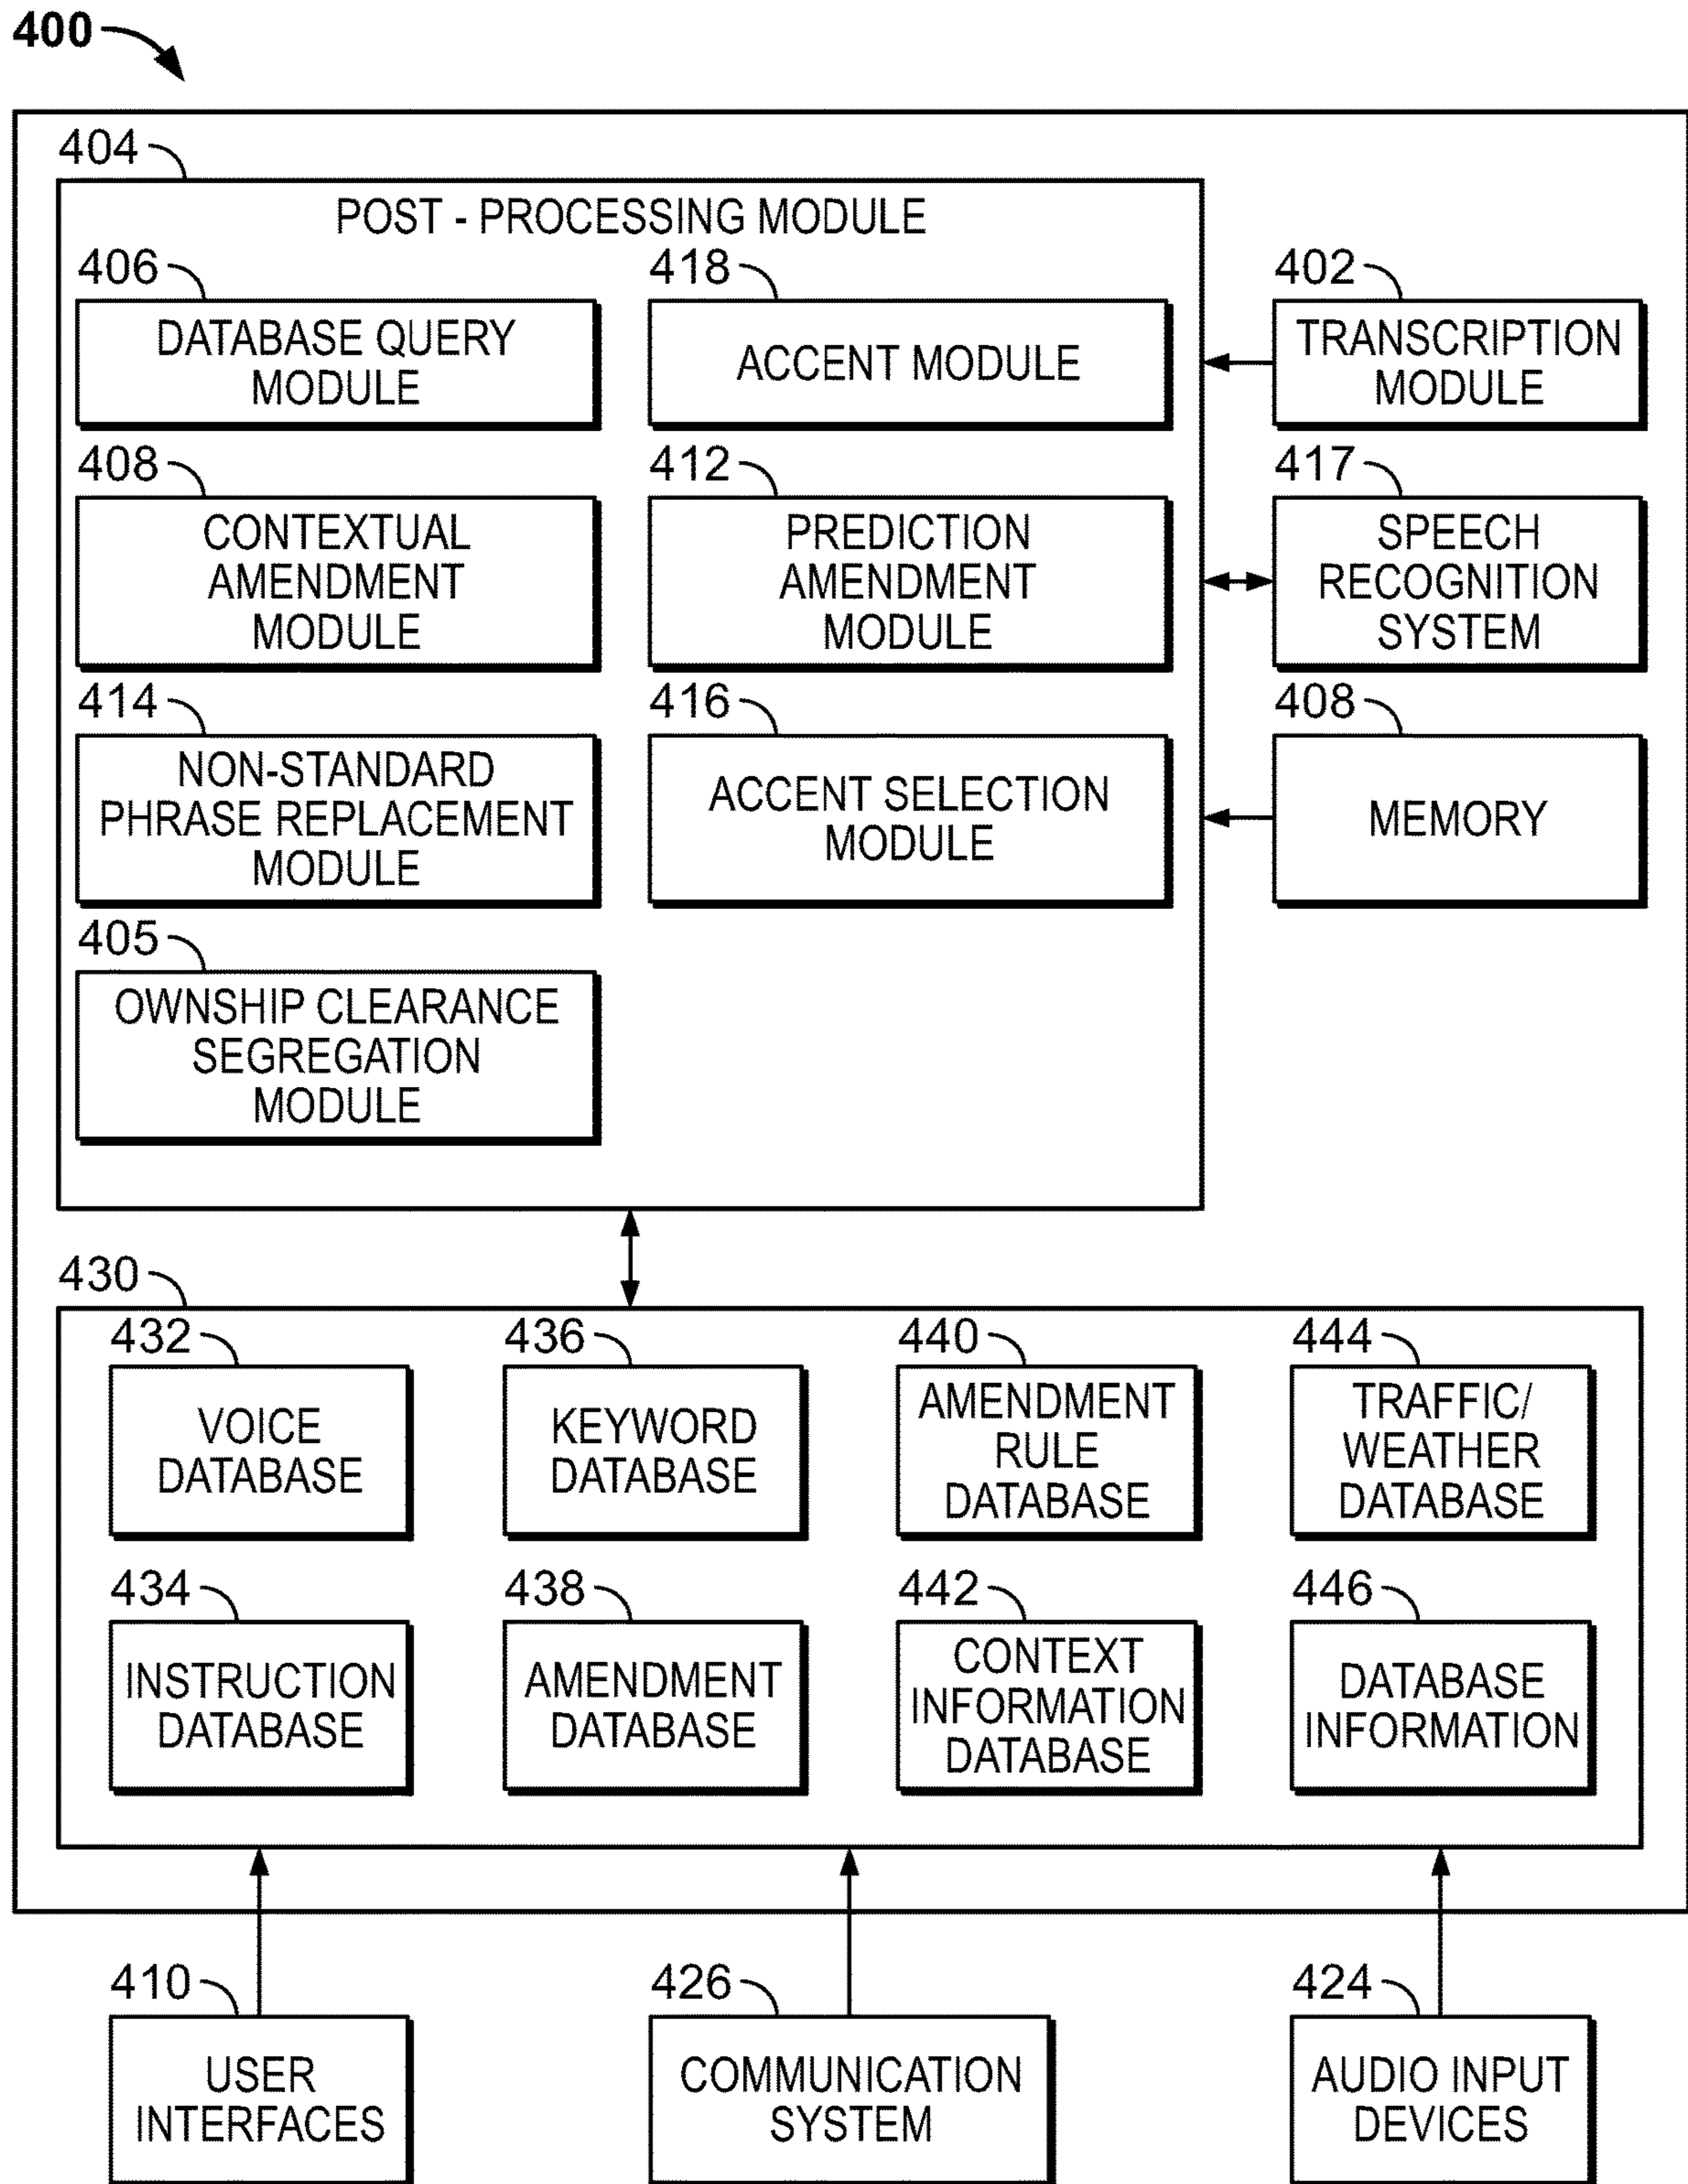 400
404
POST - PROCESSING MODULE
406
DATABASE QUERY
MODULE
418
ACCENT MODULE
402
TRANSCRIPTION
MODULE
408
CONTEXTUAL
AMENDMENT
MODULE
412
PREDICTION
AMENDMENT
MODULE
417
SPEECH
RECOGNITION
SYSTEM
414
NON-STANDARD
PHRASE REPLACEMENT
MODULE
416
ACCENT SELECTION
MODULE
408
MEMORY
405
OWNSHIP CLEARANCE
SEGREGATION
MODULE
430
432
VOICE
DATABASE
436
KEYWORD
DATABASE
440
AMENDMENT
RULE
DATABASE
444
TRAFFIC/
WEATHER
DATABASE
434
INSTRUCTION
DATABASE
438
AMENDMENT
DATABASE
442
CONTEXT
INFORMATION
DATABASE
446
DATABASE
INFORMATION
410
USER
INTERFACES
426
COMMUNICATION
SYSTEM
424
AUDIO INPUT
DEVICES